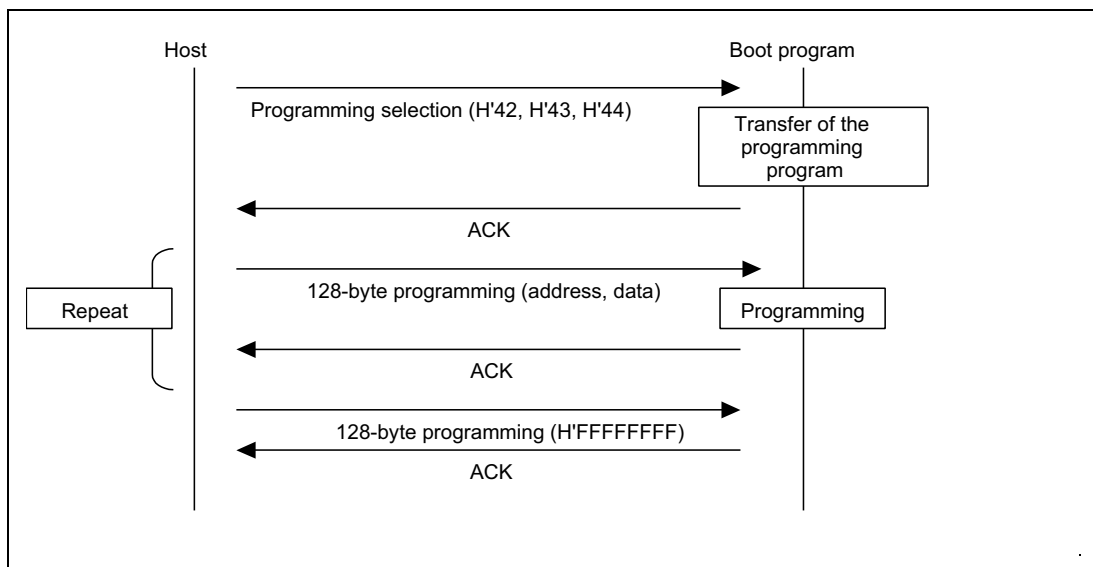 Host
Boot program
Programming selection (H'42, H'43, H'44)
Transfer of the
programming
program
ACK
128-byte programming (address, data)
Repeat
Programming
ACK
128-byte programming (H'FFFFFFFF)
ACK